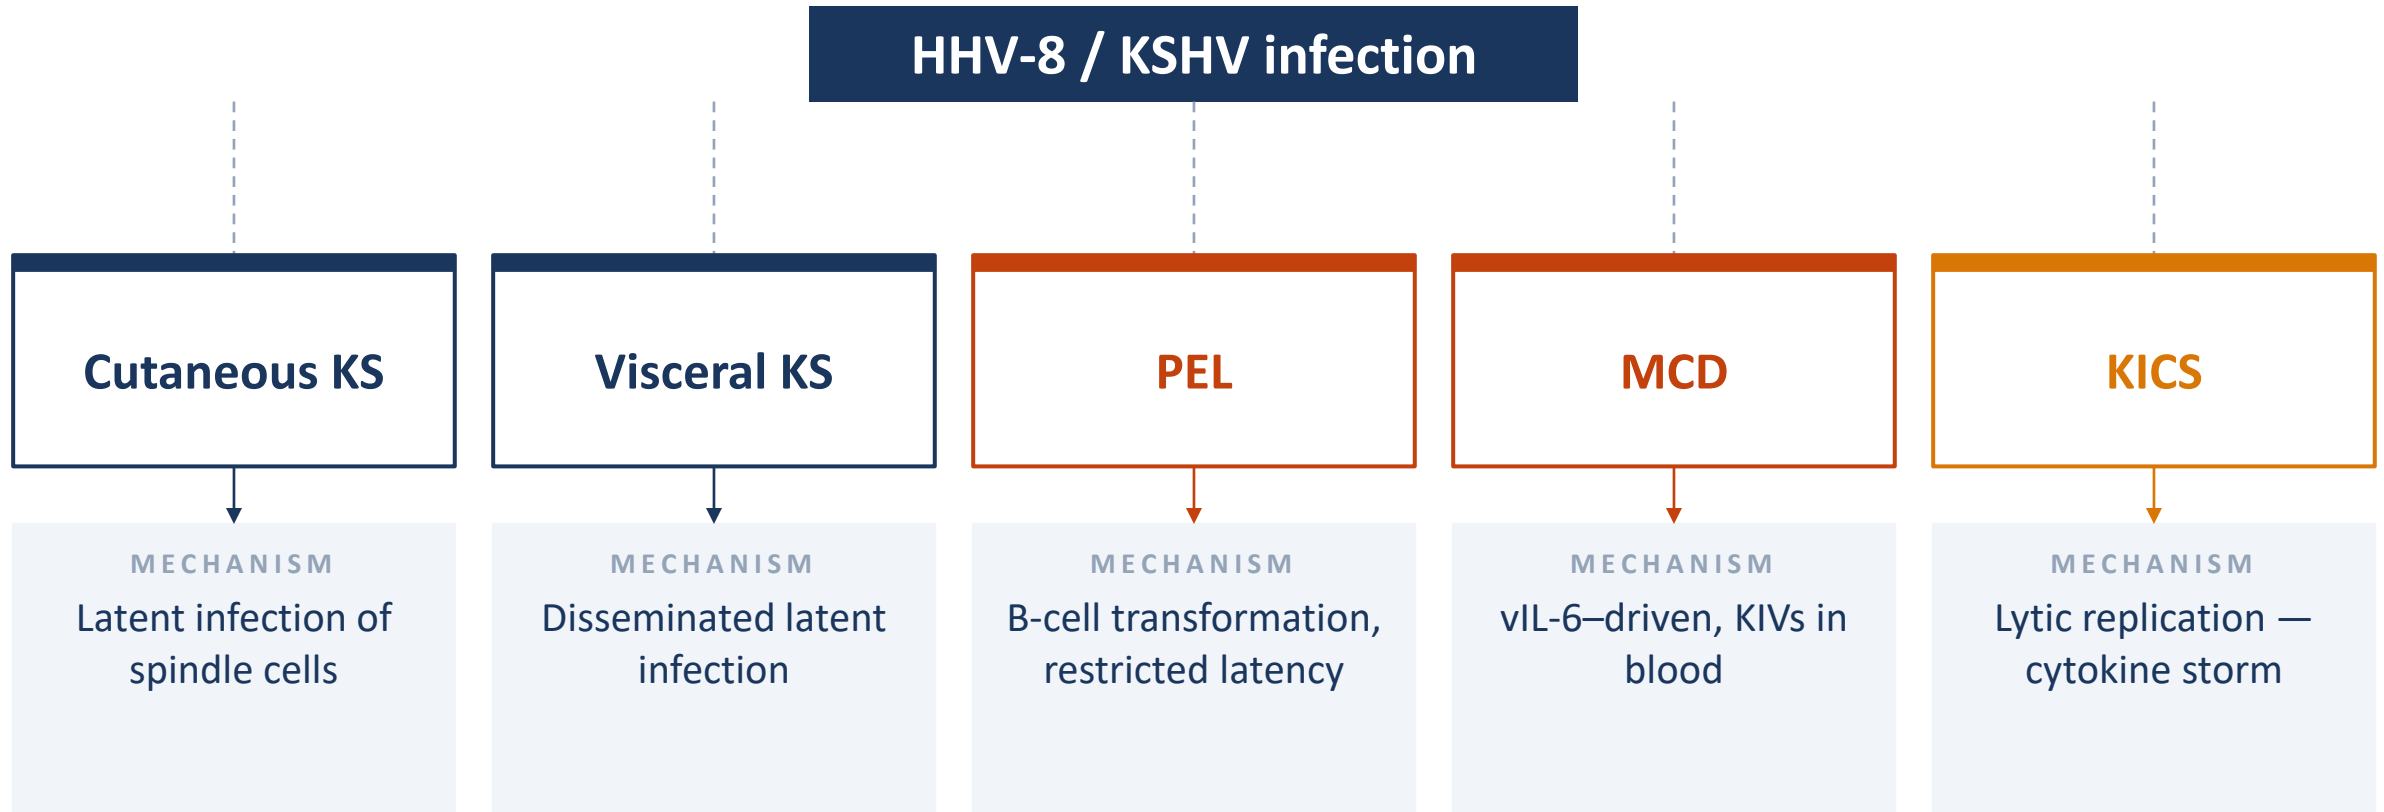 HHV-8 / KSHV infection
Cutaneous KS
Visceral KS
PEL
MCD
KICS
MECHANISM
Latent infection of
spindle cells
MECHANISM
Disseminated latent
infection
MECHANISM
B-cell transformation,
restricted latency
MECHANISM
vIL-6–driven, KIVs in
blood
MECHANISM
Lytic replication —
cytokine storm